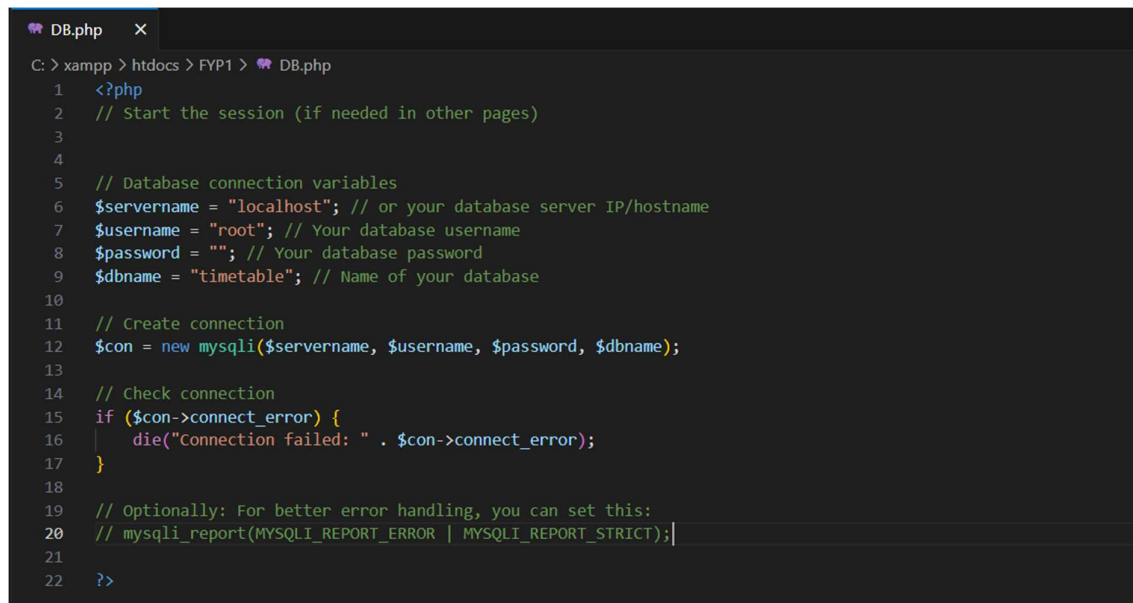 DB.php
C: > xampp > htdocs > FYP1 > DB.php
1 <?php
2 // Start the session (if needed in other pages)
3
4
5 // Database connection variables
6 $servername = "localhost"; // or your database server IP/hostname
7 $username = "root"; // Your database username
8 $password = ""; // Your database password
9 $dbname = "timetable"; // Name of your database
10
11 // Create connection
12 $con = new mysqli($servername, $username, $password, $dbname);
13
14 // Check connection
15 if ($con->connect_error) {
16     die("Connection failed: " . $con->connect_error);
17 }
18
19 // Optionally: For better error handling, you can set this:
20 // mysqli_report(MYSQLI_REPORT_ERROR | MYSQLI_REPORT_STRICT);
21
22 ?>